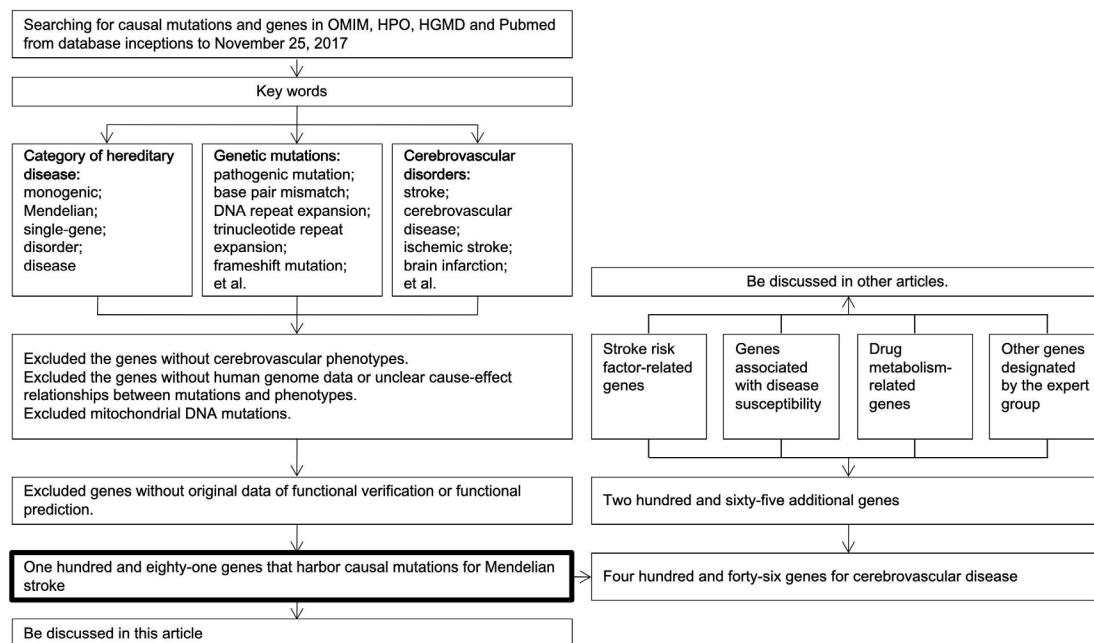 Searching for causal mutations and genes in OMIM, HPO, HGMD and Pubmed
from database inceptions to November 25, 2017
Key words
Category of hereditary
disease:
monogenic;
Mendelian;
single-gene;
disorder;
disease
Genetic mutations:
pathogenic mutation;
base pair mismatch;
DNA repeat expansion;
trinucleotide repeat
expansion;
frameshift mutation;
et al.
Cerebrovascular
disorders:
stroke;
cerebrovascular
disease;
ischemic stroke;
brain infarction;
et al.
Excluded the genes without cerebrovascular phenotypes.
Excluded the genes without human genome data or unclear cause-effect
relationships between mutations and phenotypes.
Excluded mitochondrial DNA mutations.
Excluded genes without original data of functional verification or functional
prediction.
One hundred and eighty-one genes that harbor causal mutations for Mendelian
stroke
Be discussed in this article
Be discussed in other articles.
Stroke risk
factor-related
genes
Genes
associated
with disease
susceptibility
Drug
metabolism-
related
genes
Other genes
designated
by the expert
group
Two hundred and sixty-five additional genes
Four hundred and forty-six genes for cerebrovascular disease